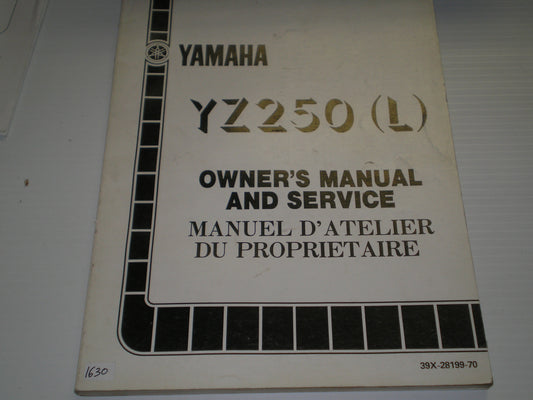 YAMAHA
YZ250 (L)
OWNER'S MANUAL
AND SERVICE
MANUEL D'ATELIER
DU PROPRIETAIRE
39X-28199-70
1630